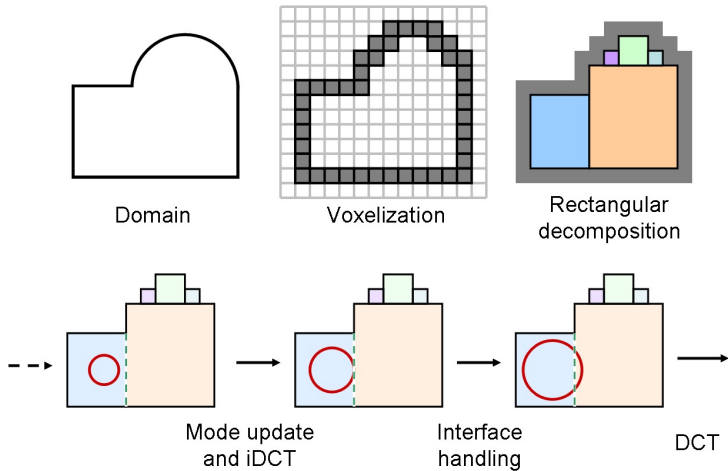 Domain
Voxelization
Rectangular
decomposition
Mode update
and iDCT
Interface
handling
DCT